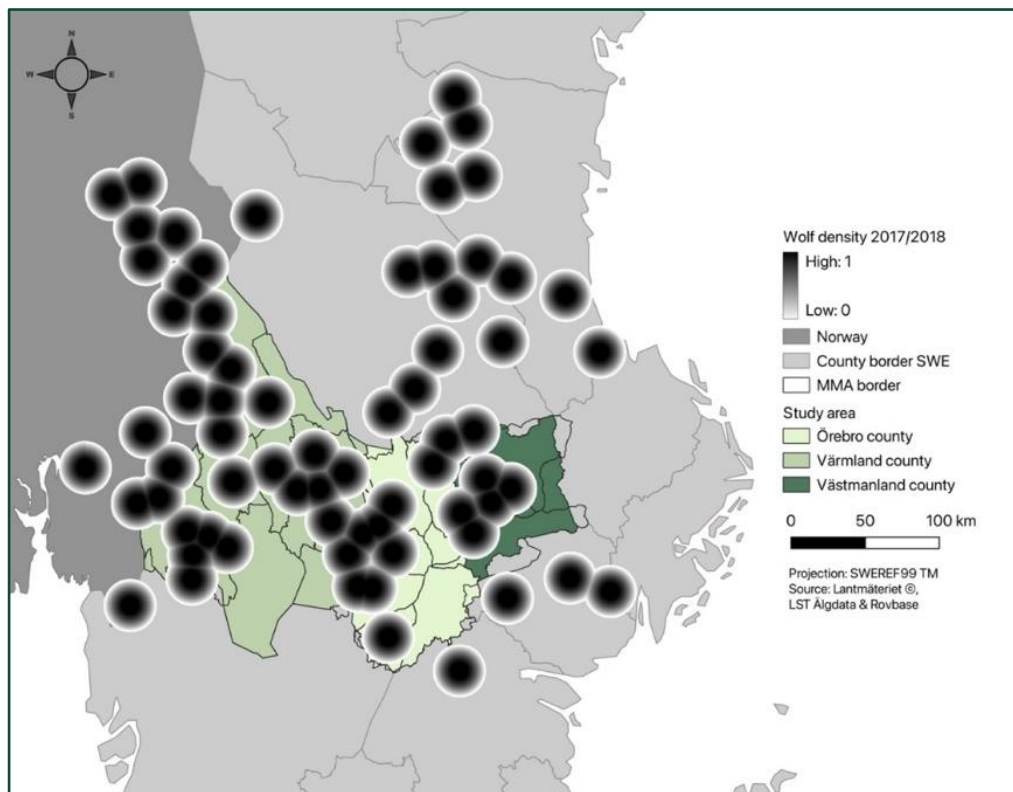 N
W E
S
Wolf density 2017/2018
High: 1
Low: 0
Norway
County border SWE
MMA border
Study area
Örebro county
Värmland county
Västmanland county
0 50 100 km
Projection: SWEREF99 TM
Source: Lantmäteriet ©,
LST Älgdata & Rovbase